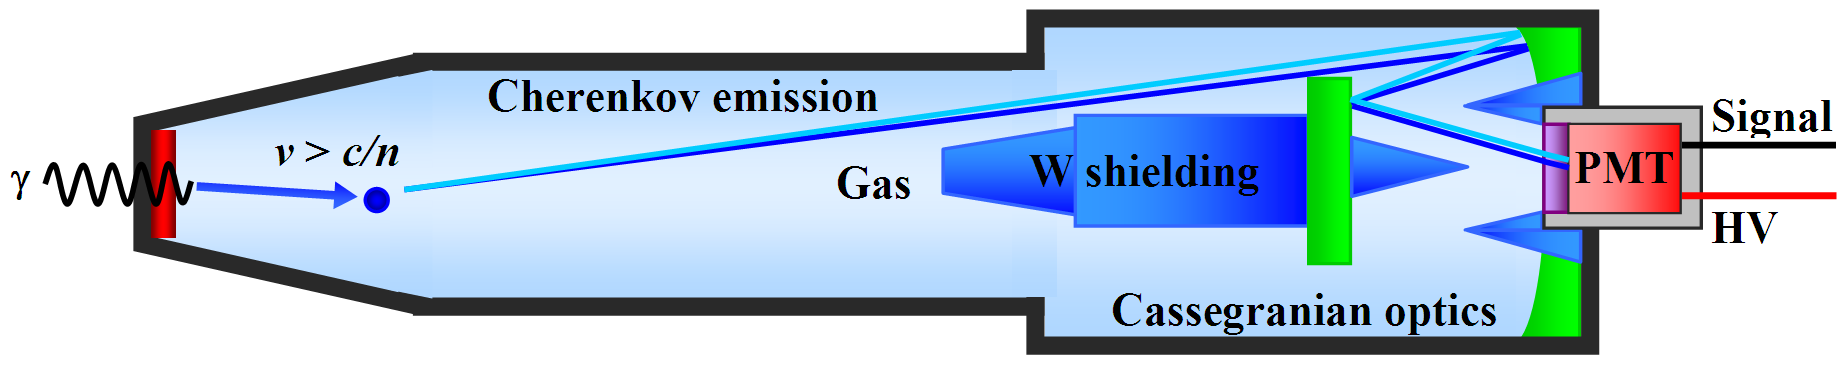 Cherenkov emission
Signal
v > c/n
γ
Gas
W shielding
PMT
HV
Cassegranian optics